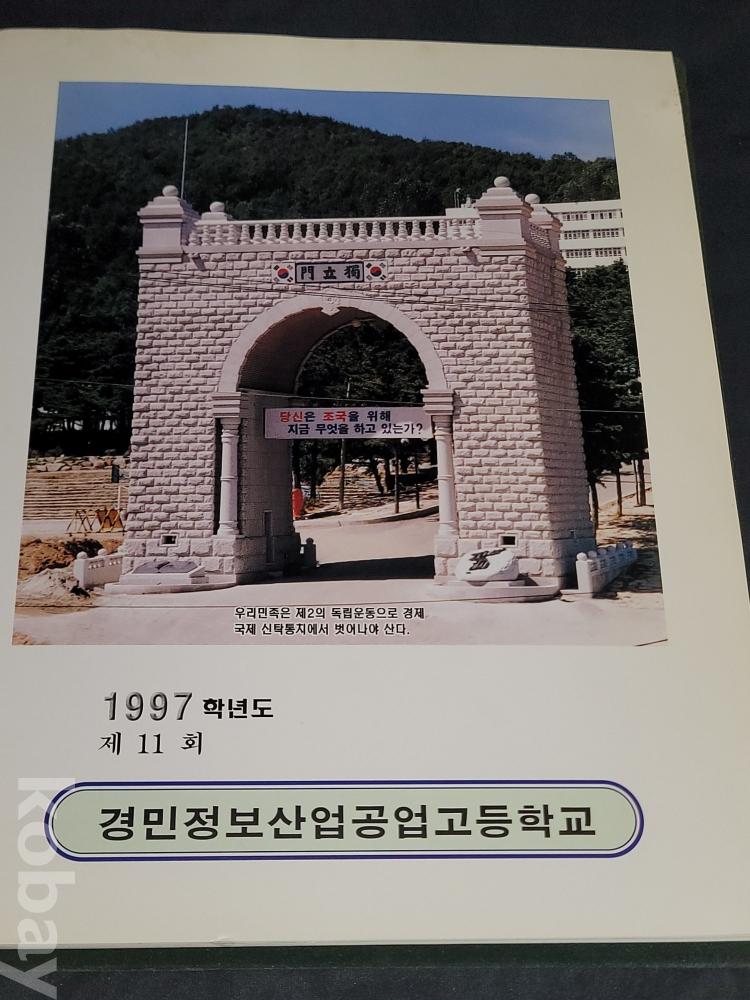 門立獨
당신은 조국을 위해
지금 무엇을 하고 있는가?
우리민족은 제2의 독립운동으로 경제
국제 신탁통치에서 벗어나야 산다.
1997 학년도
제 11 회
경민정보산업공업고등학교
kobay